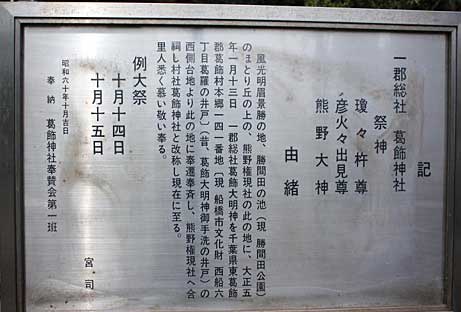 記
一郡総社 葛飾神社
祭神
瓊々杵尊
彦火々出見尊
熊野大神
由緒
風光明眉景勝の地、勝間田の池(現 勝間田公園)
のまとり丘の上の、熊野権現社の此の地に、大正五
年一月十三日 一郡総社葛飾大明神を千葉県東葛飾
郡葛飾村本郷一四一番地(現 船橋市文化財 西船六
丁目葛羅の井戸)(昔、葛飾大明神御手洗の井戸)の
西側台地より此の地に奉遷奉斉し、熊野権現社へ合
祠し村社葛飾神社と改称し現在に至る。
里人悉く慕い敬い奉る。
例大祭
十月十四日
十月十五日
宮司
昭和六十年十月吉日
奉納 葛飾神社奉賛会第一班